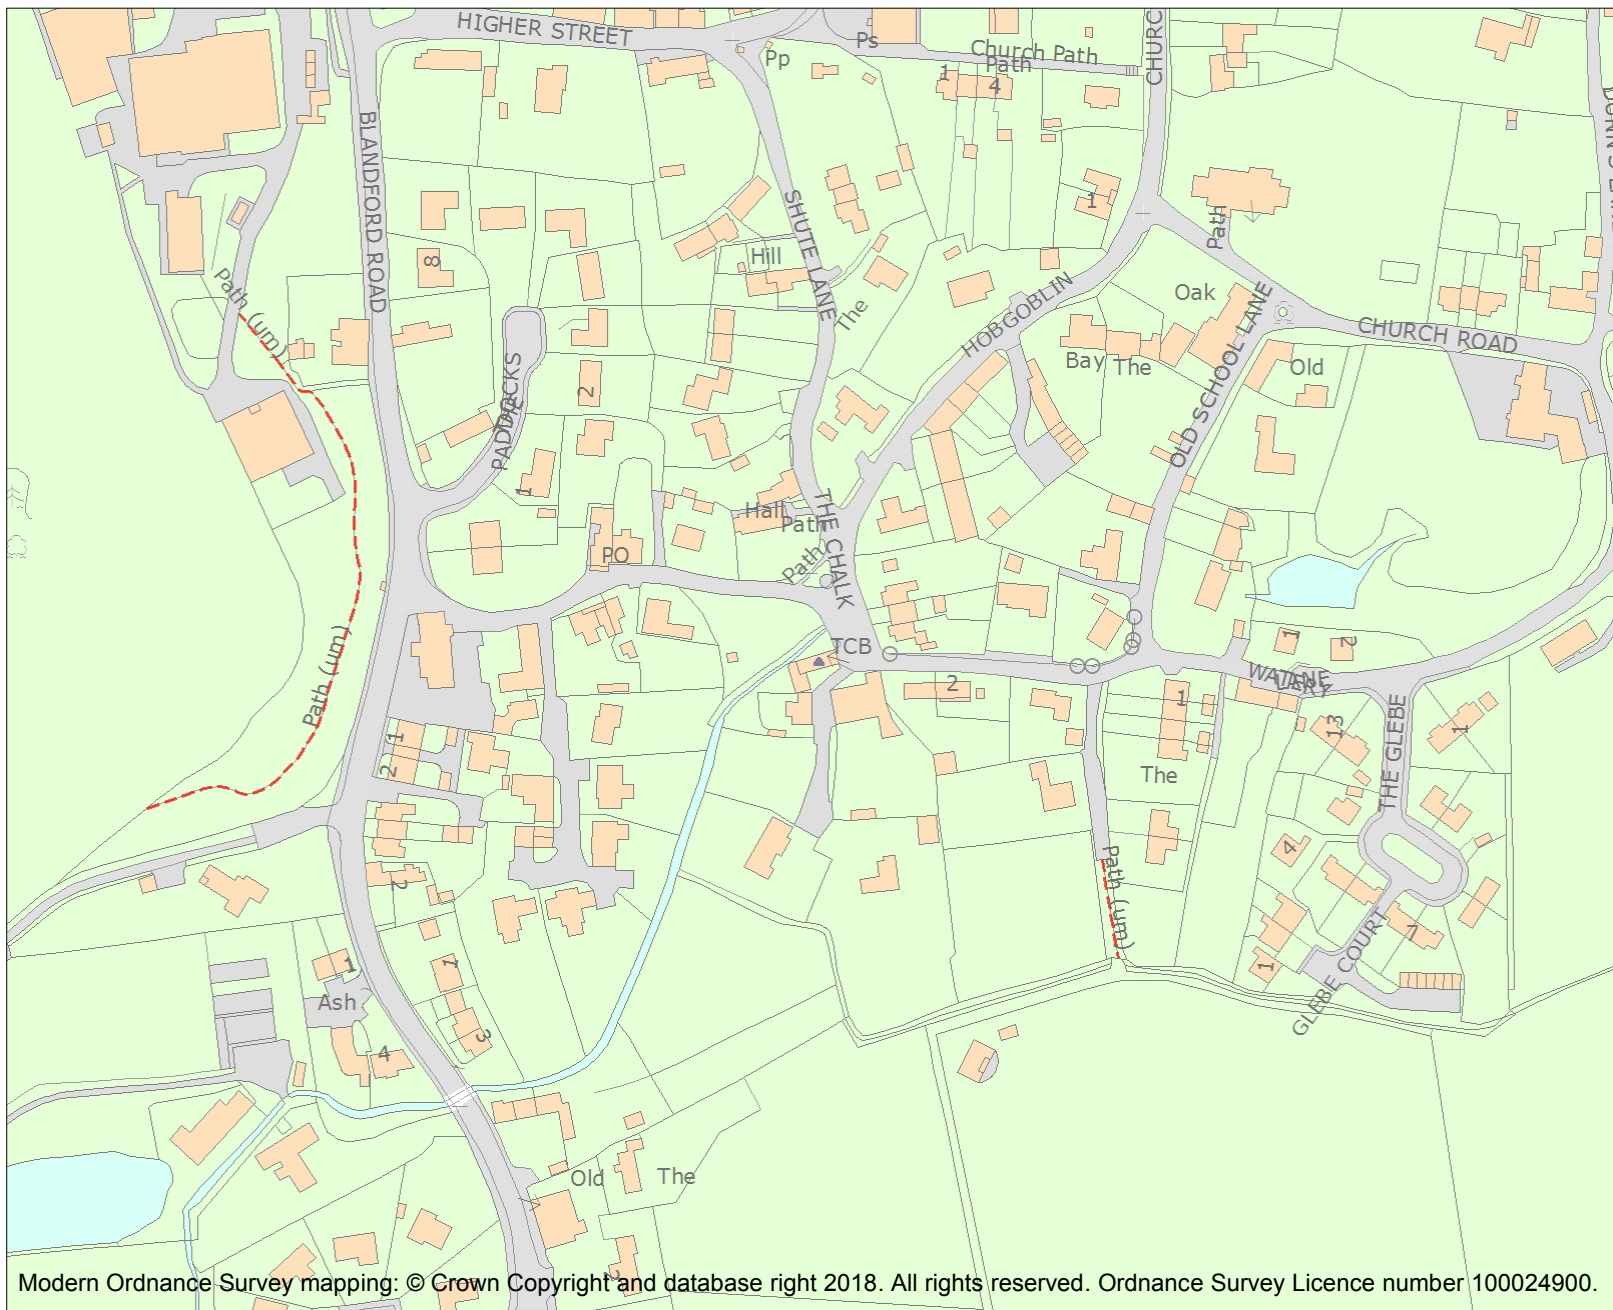 HIGHER STREET
Pp
Ps
Church Path
Path
1
4
CHURC
BLANDFORD ROAD
SHUTE LANE
1
Path
8
Hill
The
Path (um)
HOBGOBLIN
Oak
OLD SCHOOL LANE
CHURCH ROAD
Bay
The
Old
2
PADDOCKS
THE
1
Hall
Path
THE CHALK
PO
Path
TCB
1
2
WATERY
LANE
2
1
13
THE GLEBE
1
Path (um)
1
2
The
4
2
Path (um)
7
1
GLEBE COURT
1
1
Ash
3
4
Old
The
Modern Ordnance Survey mapping: © Crown Copyright and database right 2018. All rights reserved. Ordnance Survey Licence number 100024900.